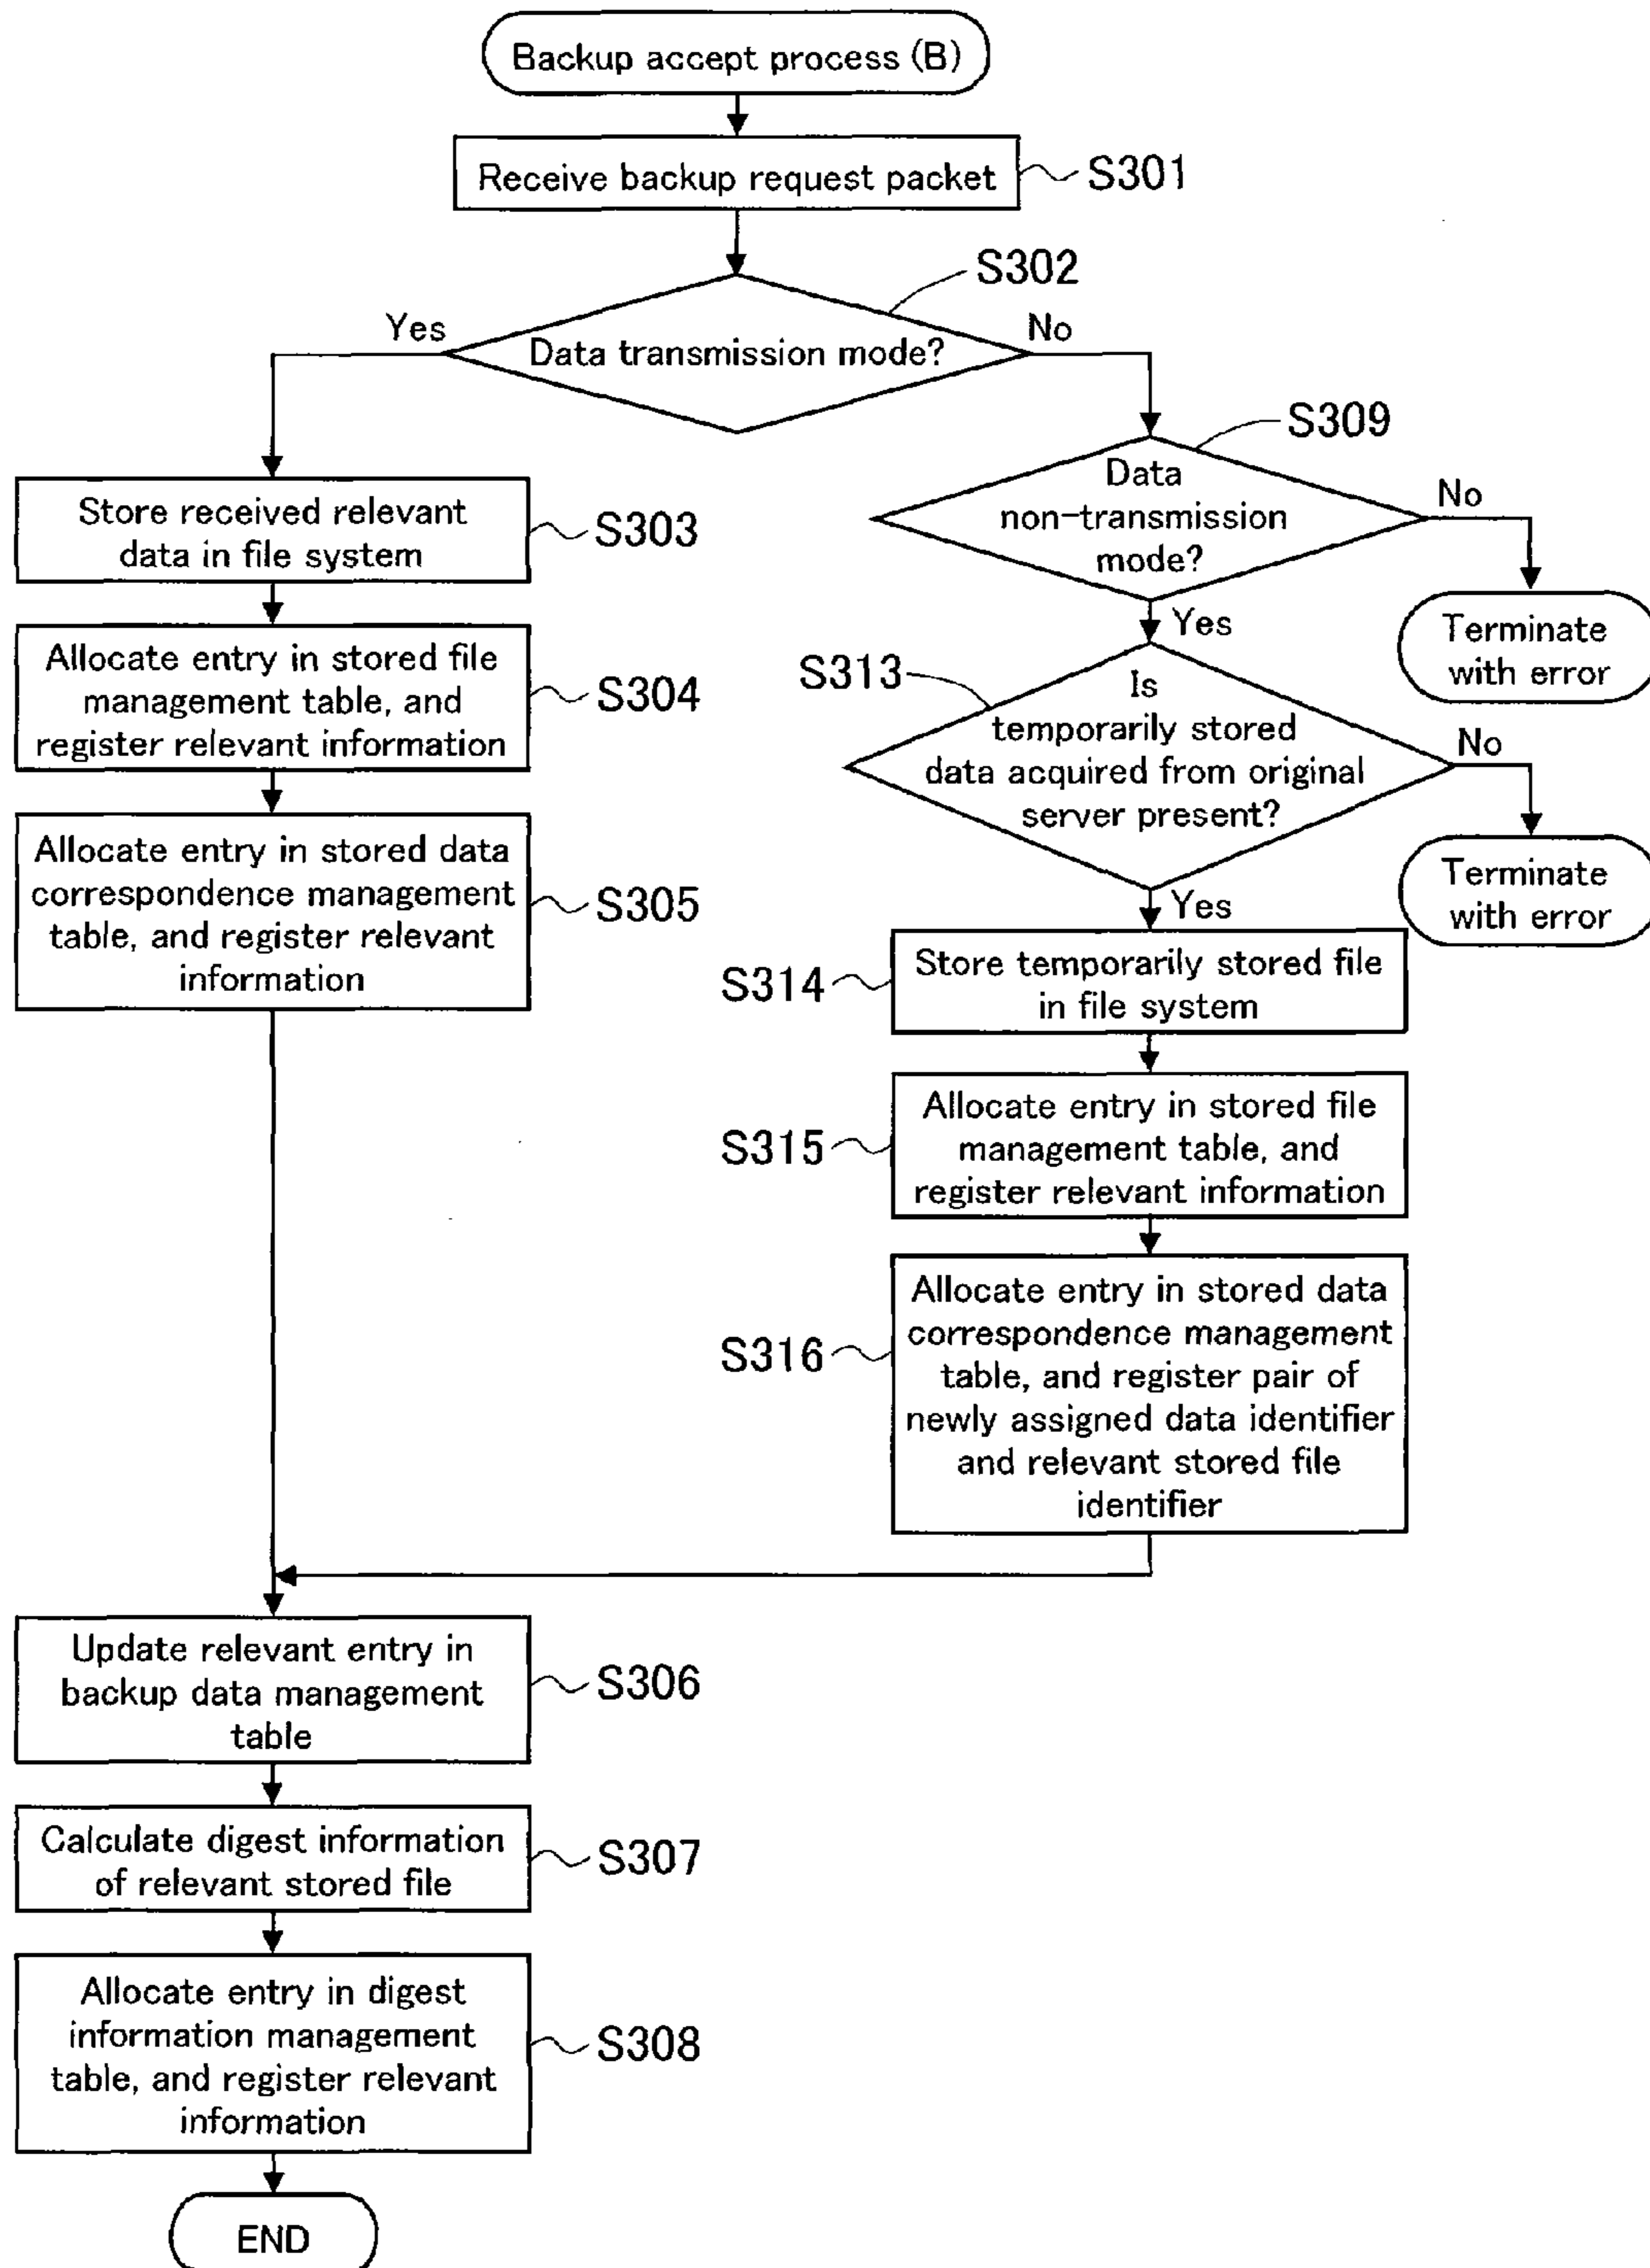 Backup accept process (B)
Receive backup request packet
S301
S302
Yes
No
Data transmission mode?
S309
Data
non-transmission
mode?
No
Store received relevant
data in file system
S303
Yes
Terminate
with error
Allocate entry in stored file
management table, and
register relevant information
S304
S313
Is
temporarily stored
data acquired from original
server present?
No
Allocate entry in stored data
correspondence management
table, and register relevant
information
S305
Terminate
with error
Yes
S314
Store temporarily stored file
in file system
S315
Allocate entry in stored file
management table, and
register relevant information
S316
Allocate entry in stored data
correspondence management
table, and register pair of
newly assigned data identifier
and relevant stored file
identifier
Update relevant entry in
backup data management
table
S306
Calculate digest information
of relevant stored file
S307
Allocate entry in digest
information management
table, and register relevant
information
S308
END